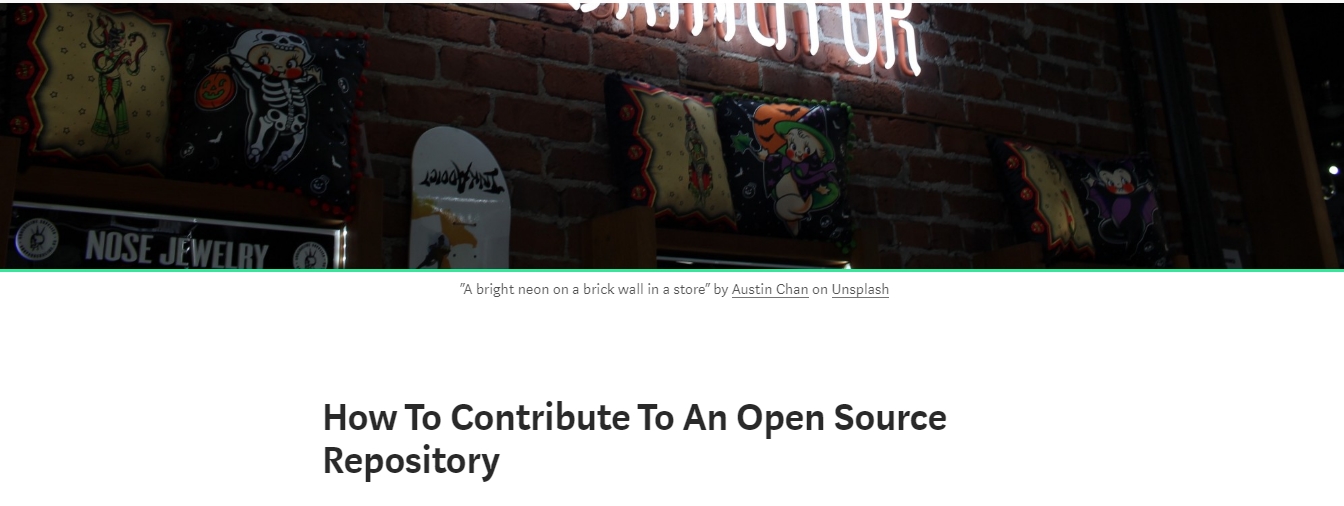 NOSE JEWELRY
"A bright neon on a brick wall in a store" by Austin Chan on Unsplash
How To Contribute To An Open Source
Repository